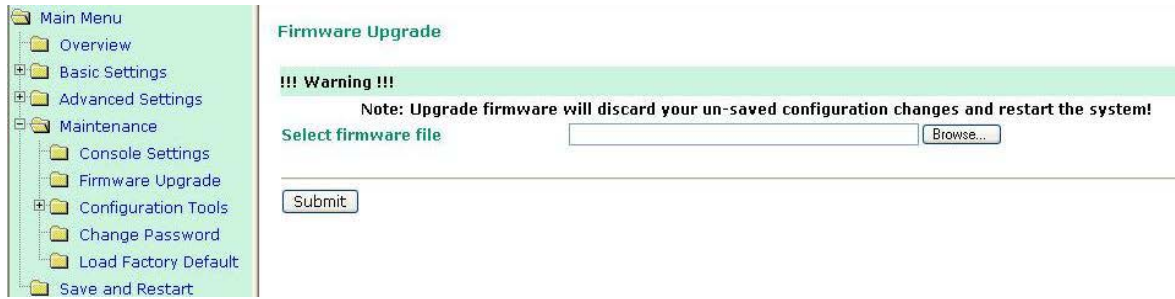 Main Menu
Overview
Basic Settings
Advanced Settings
Maintenance
Console Settings
Firmware Upgrade
Configuration Tools
Change Password
Load Factory Default
Save and Restart
Firmware Upgrade
!!! Warning !!!
Note: Upgrade firmware will discard your un-saved configuration changes and restart the system!
Select firmware file
Browse...
Submit